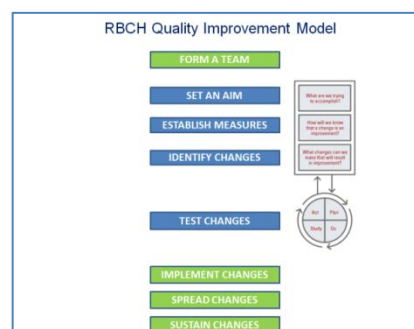 RBCH Quality Improvement Model
FORM A TEAM
SET AN AIM
ESTABLISH MEASURES
IDENTIFY CHANGES
What are we trying
to accomplish?
How will we know
that a change is an
improvement?
What changes can we
make that will result
in improvement?
TEST CHANGES
Act Plan
Study Do
IMPLEMENT CHANGES
SPREAD CHANGES
SUSTAIN CHANGES